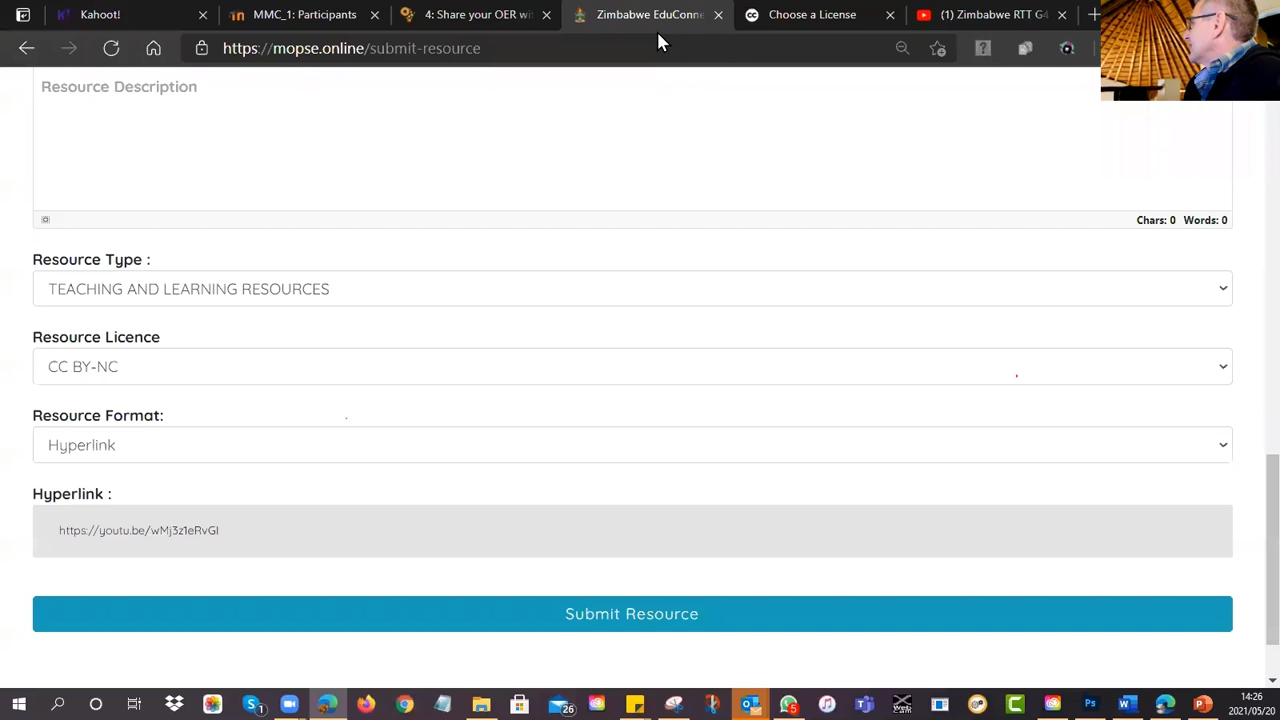 Kahoot!
MMC_1: Participants
4: Share your OER wit
Zimbabwe EduConne
Choose a License
(1) Zimbabwe RTT G4
https://mopse.online/submit-resource
Resource Description
Chars: 0 Words: 0
Resource Type :
TEACHING AND LEARNING RESOURCES
Resource Licence
CC BY-NC
Resource Format:
Hyperlink
Hyperlink :
https://youtu.be/wMj3z1eRvGI
Submit Resource
14:26
2021/05/20